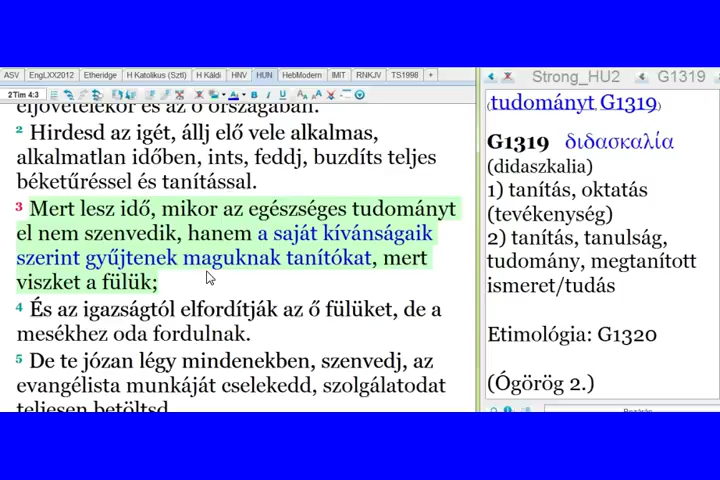 ASV EngLXX2012 Etheridge H Katolikus (Sztl) H Káldi HNV HUN HebModern IMIT RNKJV TS1998 +
2Tim 4:3
eljövetelekor és az ő országában.
2 Hirdesd az igét, állj elő vele alkalmas,
alkalmatlan időben, ints, feddj, buzdíts teljes
béketűréssel és tanítással.
3 Mert lesz idő, mikor az egészséges tudományt
el nem szenvedik, hanem a saját kívánságaik
szerint gyűjtenek maguknak tanítókat, mert
viszket a fülük;
4 És az igazságtól elfordítják az ő fülüket, de a
mesékhez oda fordulnak.
5 De te józan légy mindenekben, szenvedj, az
evangélista munkáját cselekedd, szolgálatodat
teljesen betöltsd
Strong_HU2 G1319
(tudományt, G1319)
G1319 διδασκαλία
(didaszkalia)
1) tanítás, oktatás
(tevékenység)
2) tanítás, tanulság,
tudomány, megtanított
ismeret/tudás
Etimológia: G1320
(Ógörög 2.)
Bezárás